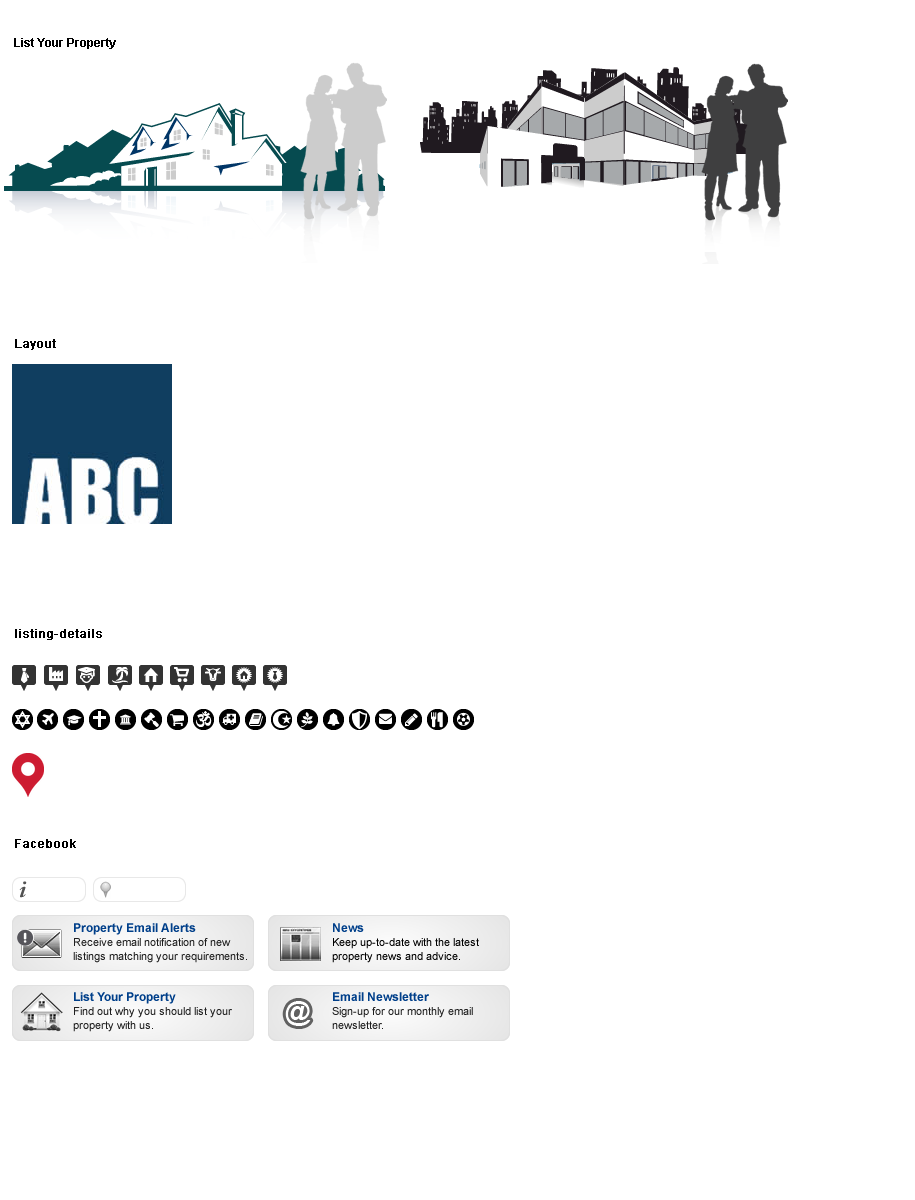 List Your Property
Layout
ABC
listing-details
Facebook
Property Email Alerts
Receive email notification of new
listings matching your requirements.
News
Keep up-to-date with the latest
property news and advice.
List Your Property
Find out why you should list your
property with us.
Email Newsletter
Sign-up for our monthly email
newsletter.